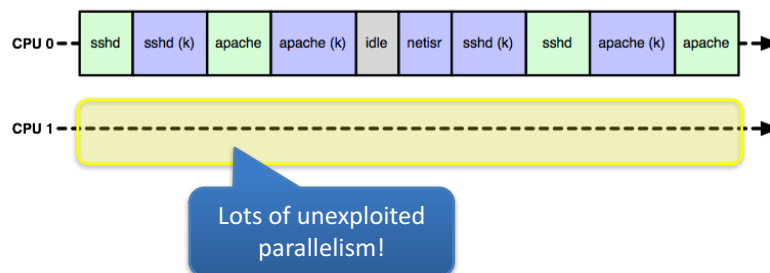 CPU 0 sshd sshd (k) apache apache (k) idle netisr sshd (k) sshd apache (k) apache
CPU 1
Lots of unexploited
parallelism!